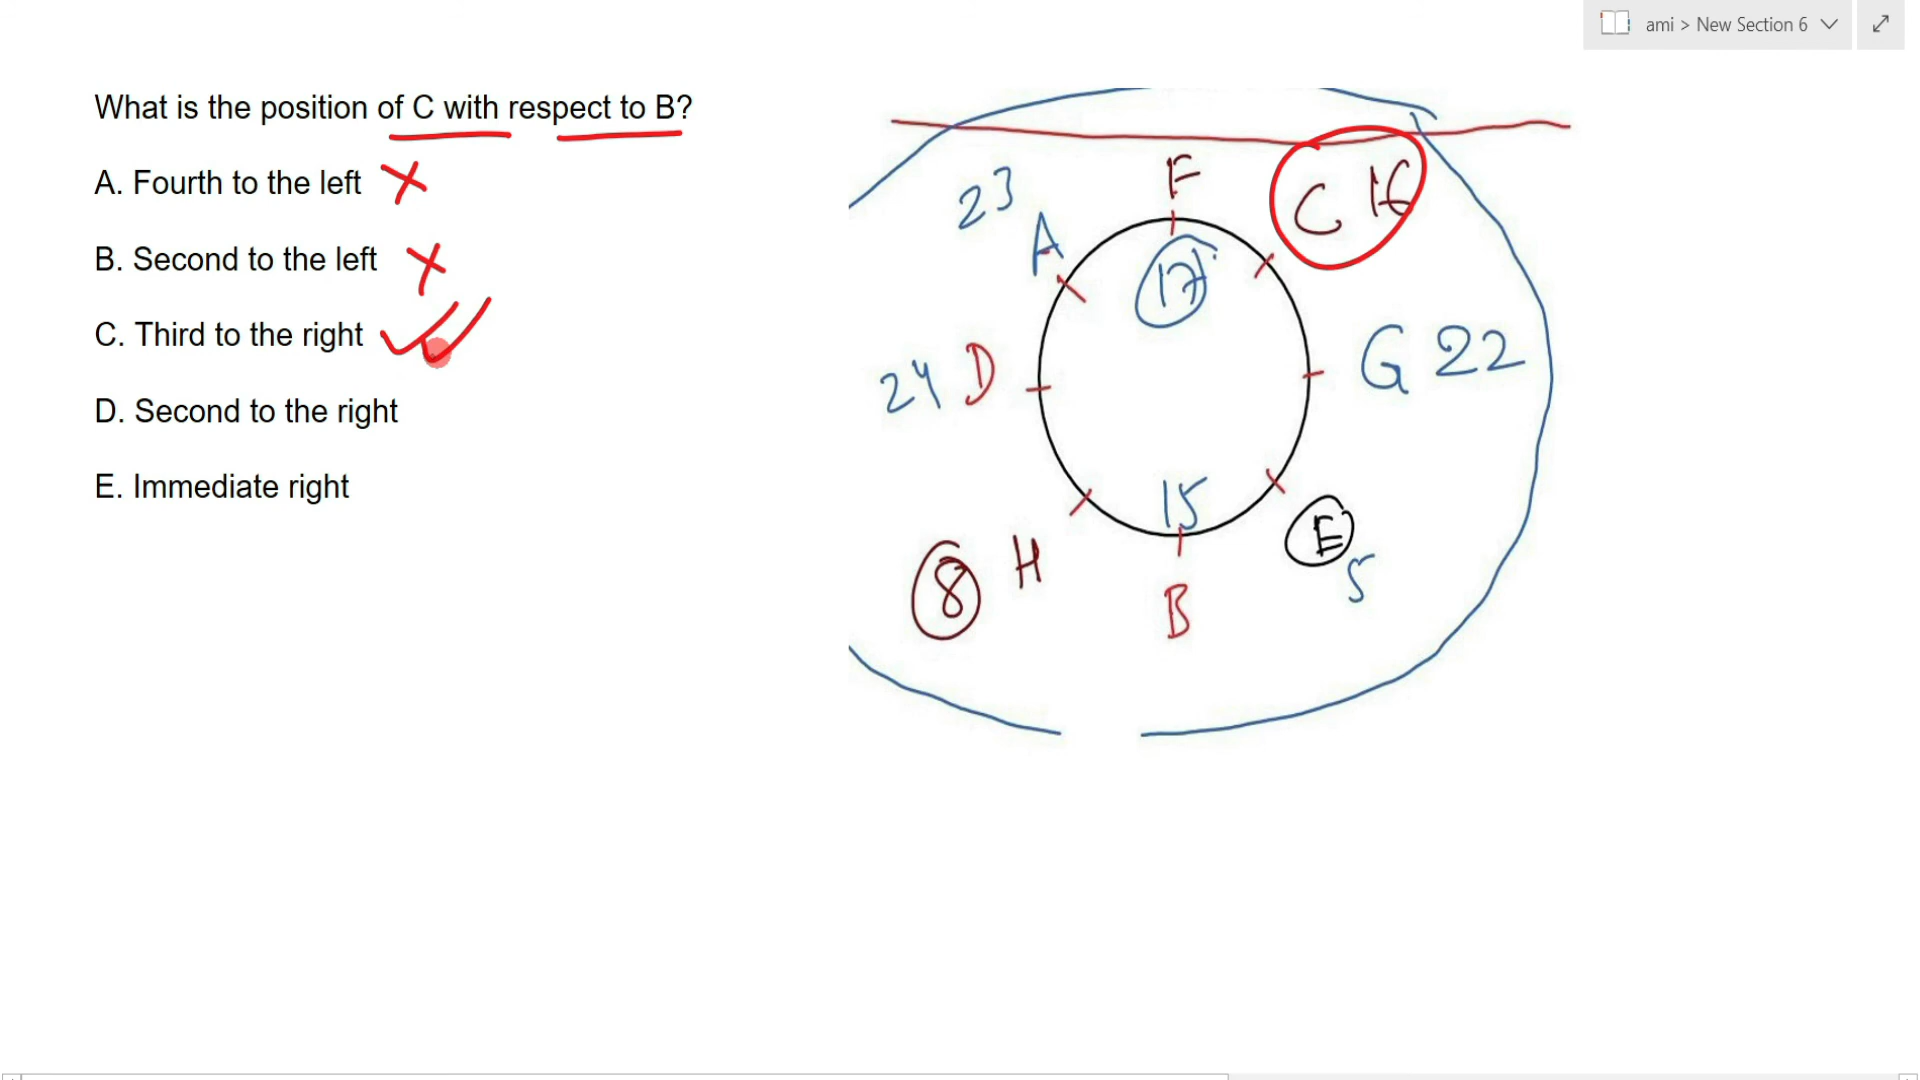 ami > New Section 6
What is the position of C with respect to B?
A. Fourth to the left
B. Second to the left
C. Third to the right
D. Second to the right
E. Immediate right
F
C 16
23
A
17
G 22
24 D
15
E
5
8 H
B